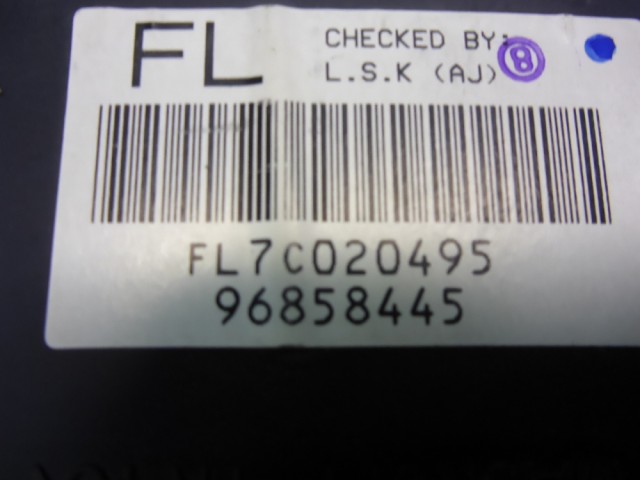 FL
CHECKED BY:
L.S.K (AJ) 8
FL7C020495
96858445